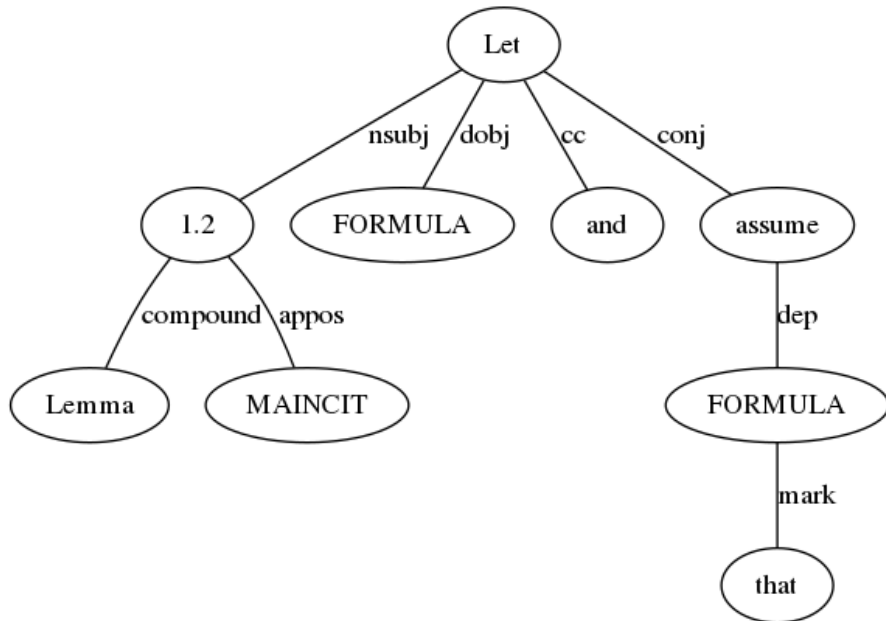 Let
nsubj dobj cc conj
1.2 FORMULA and assume
compound appos dep
Lemma MAINCIT FORMULA
mark
that